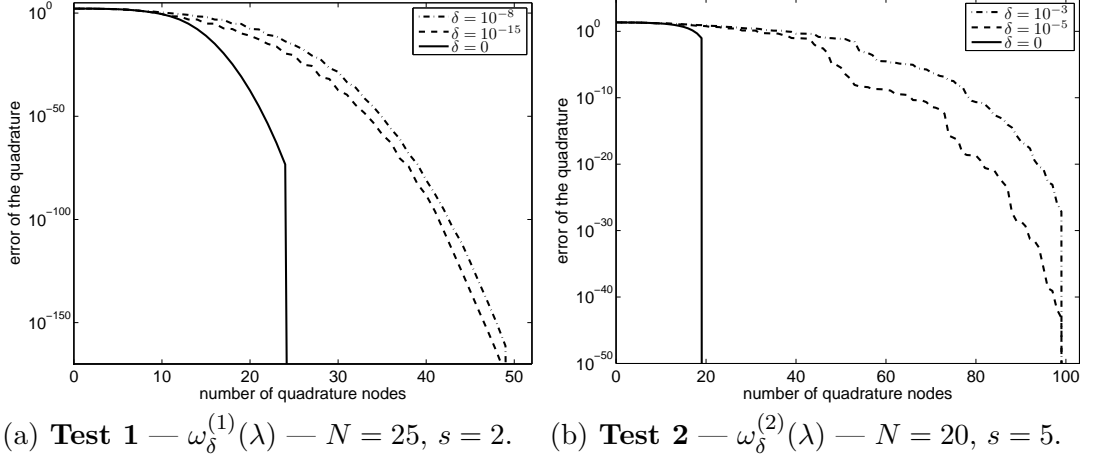 10^0
10^{-50}
10^{-100}
10^{-150}
0
10
20
30
40
50
error of the quadrature
number of quadrature nodes
δ = 10^{-8}
δ = 10^{-15}
δ = 0
10^0
10^{-10}
10^{-20}
10^{-30}
10^{-40}
10^{-50}
0
20
40
60
80
100
error of the quadrature
number of quadrature nodes
δ = 10^{-3}
δ = 10^{-5}
δ = 0
(a) Test 1 — ω_δ^{(1)}(λ) — N = 25, s = 2.
(b) Test 2 — ω_δ^{(2)}(λ) — N = 20, s = 5.